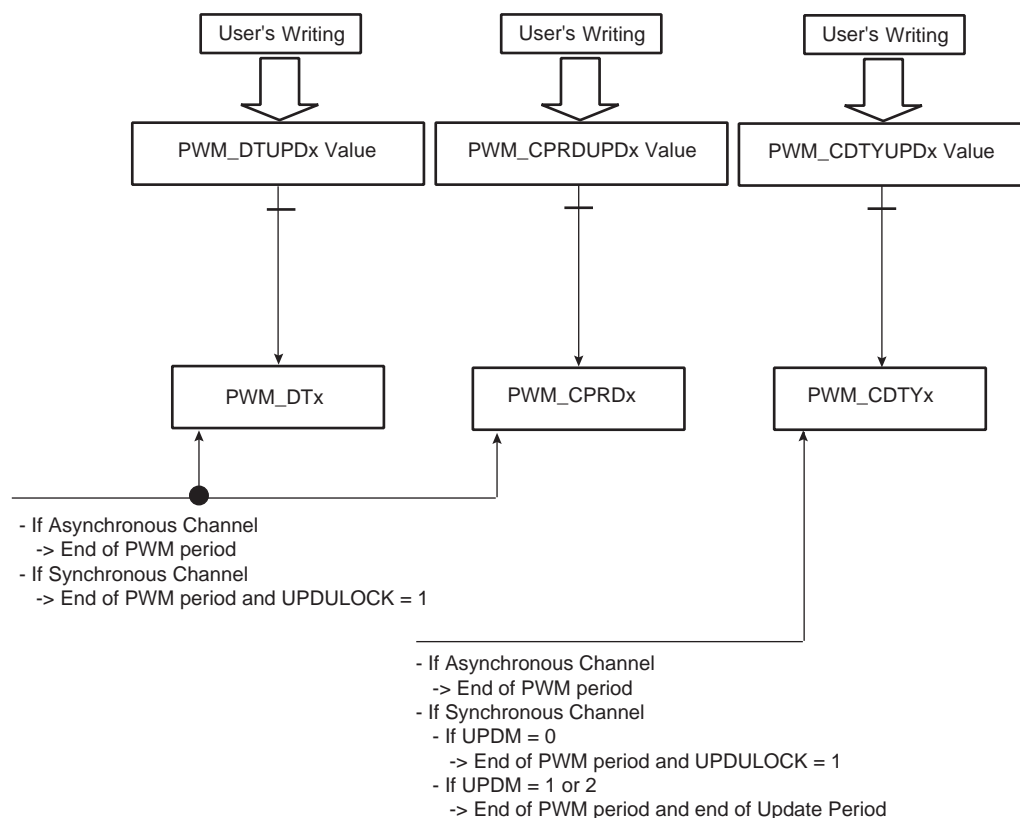 User's Writing
User's Writing
User's Writing
PWM_DTUPDx Value
PWM_CPRDUPDx Value
PWM_CDTYUPDx Value
PWM_DTx
PWM_CPRDx
PWM_CDTYx
- If Asynchronous Channel
-> End of PWM period
- If Synchronous Channel
-> End of PWM period and UPDULOCK = 1
- If Asynchronous Channel
-> End of PWM period
- If Synchronous Channel
- If UPDM = 0
-> End of PWM period and UPDULOCK = 1
- If UPDM = 1 or 2
-> End of PWM period and end of Update Period